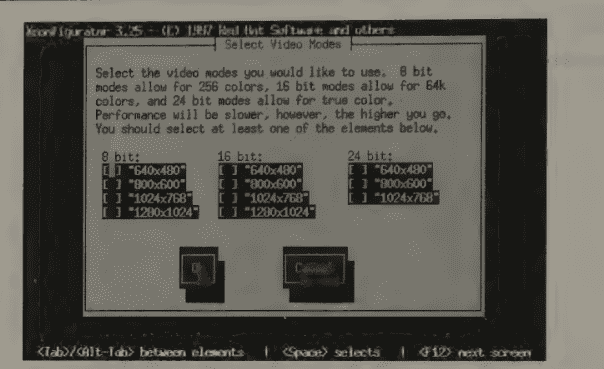 Xconfigurator 3.25 - (C) 1997 Red Hat Software and others
Select Video Modes
Select the video modes you would like to use. 8 bit
modes allow for 256 colors, 16 bit modes allow for 64k
colors, and 24 bit modes allow for true color.
Performance will be slower, however, the higher you go.
You should select at least one of the elements below.
8 bit: 16 bit: 24 bit:
[ ] "640x480" [ ] "640x480" [ ] "640x480"
[ ] "800x600" [ ] "800x600" [ ] "800x600"
[ ] "1024x768" [ ] "1024x768" [ ] "1024x768"
[ ] "1280x1024" [ ] "1280x1024"
Ok Cancel
<Tab>/<Alt-Tab> between elements | <Space> selects | <F12> next screen